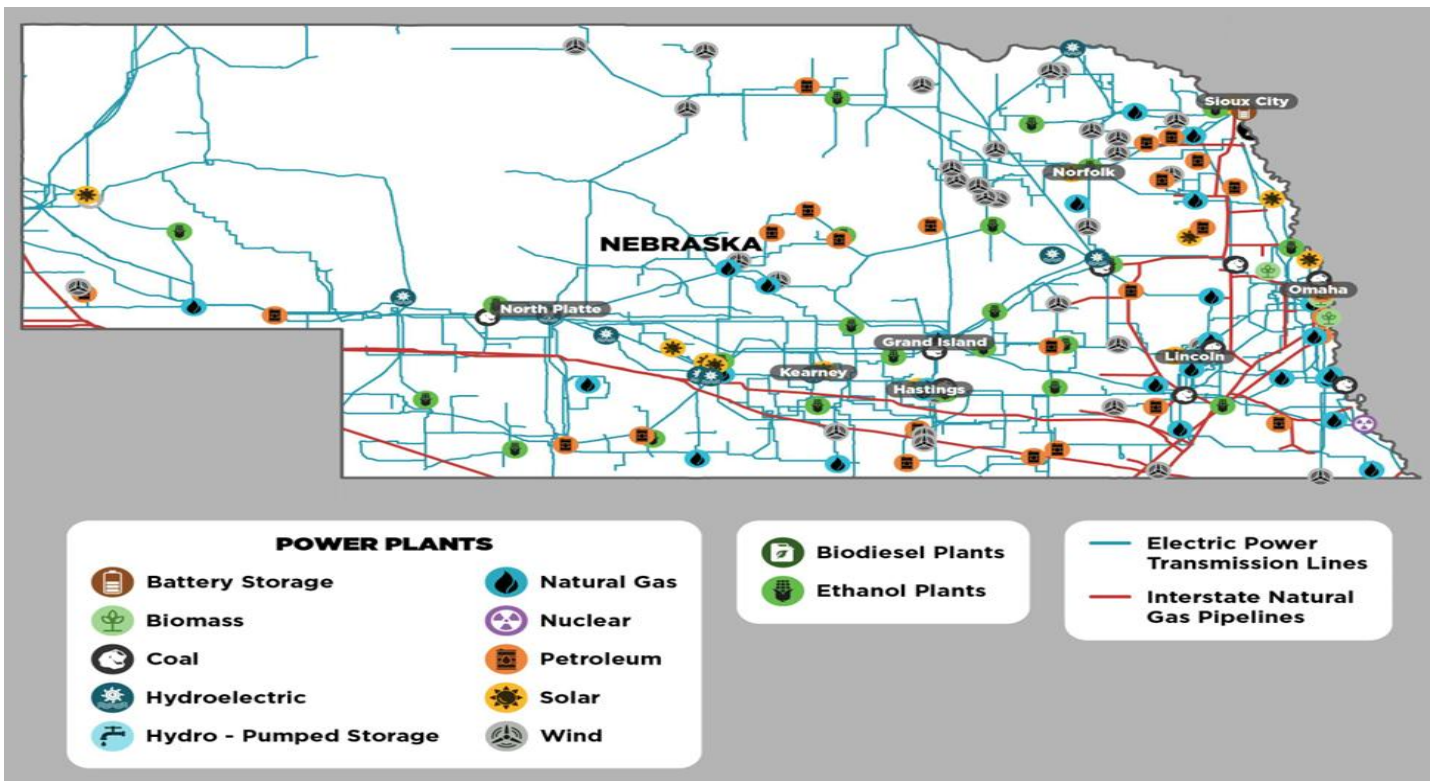 Sioux City
Norfolk
NEBRASKA
Omaha
North Platte
Grand Island
Lincoln
Kearney
Hastings
POWER PLANTS
Battery Storage
Biomass
Coal
Hydroelectric
Hydro - Pumped Storage
Natural Gas
Nuclear
Petroleum
Solar
Wind
Biodiesel Plants
Ethanol Plants
Electric Power
Transmission Lines
Interstate Natural
Gas Pipelines